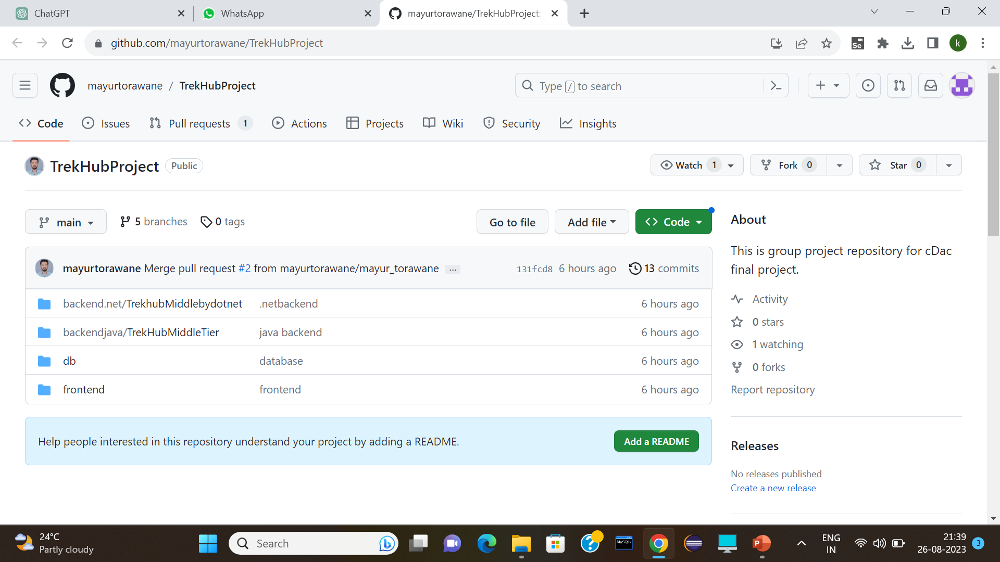 ChatGPT
WhatsApp
mayurtorawane/TrekHubProject:
github.com/mayurtorawane/TrekHubProject
Se
k
mayurtorawane / TrekHubProject
Type / to search
Code
Issues
Pull requests 1
Actions
Projects
Wiki
Security
Insights
TrekHubProject Public
Watch 1
Fork 0
Star 0
main
5 branches
0 tags
Go to file
Add file
Code
About
This is group project repository for cDac
final project.
mayurtorawane Merge pull request #2 from mayurtorawane/mayur_torawane ... 131fcd8 6 hours ago 13 commits
backend.net/TrekhubMiddlebydotnet .netbackend 6 hours ago
backendjava/TrekHubMiddleTier java backend 6 hours ago
db database 6 hours ago
frontend frontend 6 hours ago
Activity
0 stars
1 watching
0 forks
Report repository
Help people interested in this repository understand your project by adding a README.
Add a README
Releases
No releases published
Create a new release
24°C
Partly cloudy
Search
MySQL
P
ENG
IN
21:39
26-08-2023
3